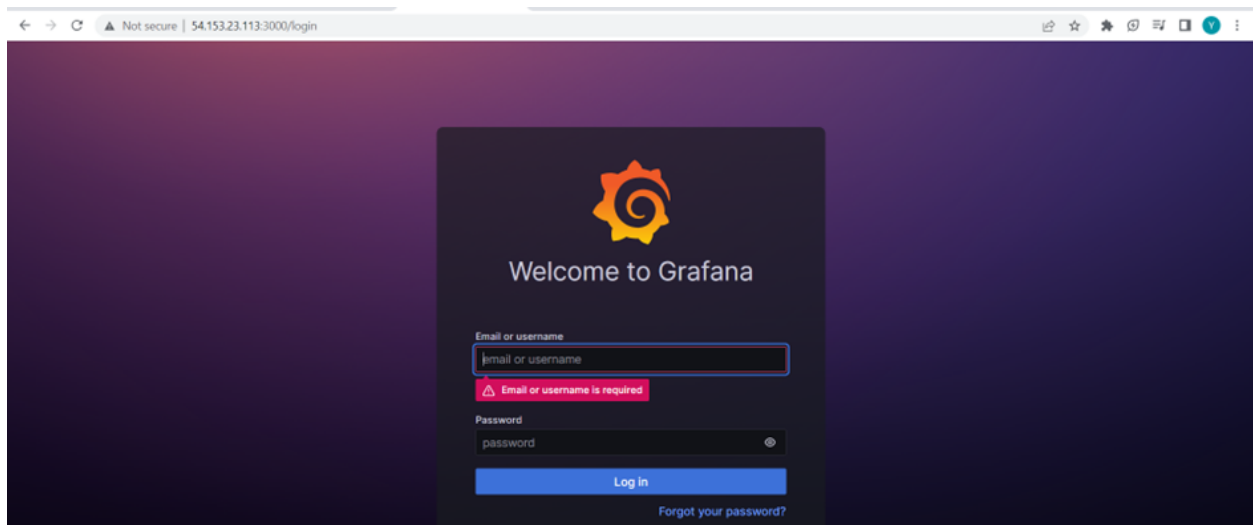 Not secure | 54.153.23.113:3000/login
Y
Welcome to Grafana
Email or username
email or username
Email or username is required
Password
password
Log in
Forgot your password?